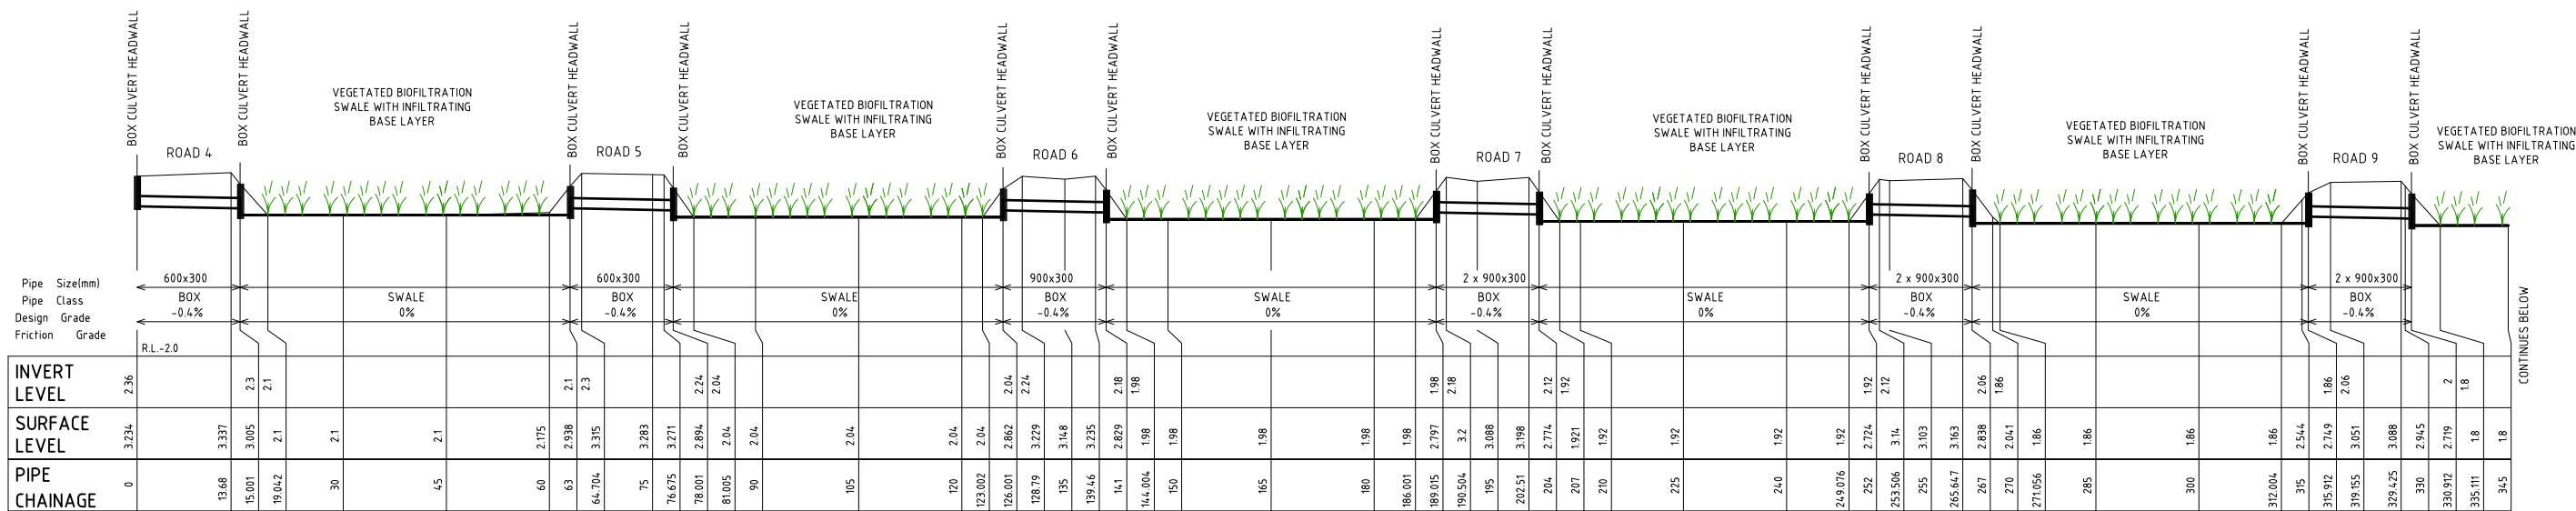 BOX CULVERT HEADWALL
ROAD 4
BOX CULVERT HEADWALL
VEGETATED BIOFILTRATION
SWALE WITH INFILTRATING
BASE LAYER
BOX CULVERT HEADWALL
ROAD 5
BOX CULVERT HEADWALL
VEGETATED BIOFILTRATION
SWALE WITH INFILTRATING
BASE LAYER
BOX CULVERT HEADWALL
ROAD 6
BOX CULVERT HEADWALL
VEGETATED BIOFILTRATION
SWALE WITH INFILTRATING
BASE LAYER
BOX CULVERT HEADWALL
ROAD 7
BOX CULVERT HEADWALL
VEGETATED BIOFILTRATION
SWALE WITH INFILTRATING
BASE LAYER
BOX CULVERT HEADWALL
ROAD 8
BOX CULVERT HEADWALL
VEGETATED BIOFILTRATION
SWALE WITH INFILTRATING
BASE LAYER
BOX CULVERT HEADWALL
ROAD 9
BOX CULVERT HEADWALL
VEGETATED BIOFILTRATION
SWALE WITH INFILTRATING
BASE LAYER
Pipe Size(mm) 600x300 600x300 900x300 2 x 900x300 2 x 900x300 2 x 900x300
Pipe Class BOX SWALE BOX SWALE BOX SWALE BOX SWALE BOX SWALE BOX
Design Grade -0.4% 0% -0.4% 0% -0.4% 0% -0.4% 0% -0.4% 0% -0.4%
Friction Grade
R.L.-2.0
CONTINUES BELOW
INVERT LEVEL 2.36 2.3 2.1 2.1 2.3 2.24 2.04 2.04 2.24 2.18 1.98 1.98 2.18 2.12 1.92 1.92 2.12 2.06 1.86 1.86 2.06 2 1.8
SURFACE LEVEL 3.234 3.337 3.005 2.1 2.1 2.1 2.175 2.938 3.315 3.283 3.271 2.894 2.04 2.04 2.04 2.04 2.04 2.862 3.229 3.148 3.235 2.829 1.98 1.98 1.98 1.98 1.98 2.797 3.2 3.088 3.198 2.774 1.921 1.92 1.92 1.92 1.92 2.724 3.14 3.103 3.163 2.838 2.041 1.86 1.86 1.86 1.86 2.544 2.749 3.051 3.088 2.945 2.719 1.8 1.8
PIPE CHAINAGE 0 13.68 15.001 19.042 30 45 60 63 64.704 75 76.675 78.001 81.005 90 105 120 123.002 126.001 128.79 135 139.46 141 144.004 150 165 180 186.001 189.015 190.504 195 202.51 204 207 210 225 240 249.076 252 253.506 255 265.647 267 270 271.056 285 300 312.004 315 315.912 319.155 329.425 330 330.912 335.111 345